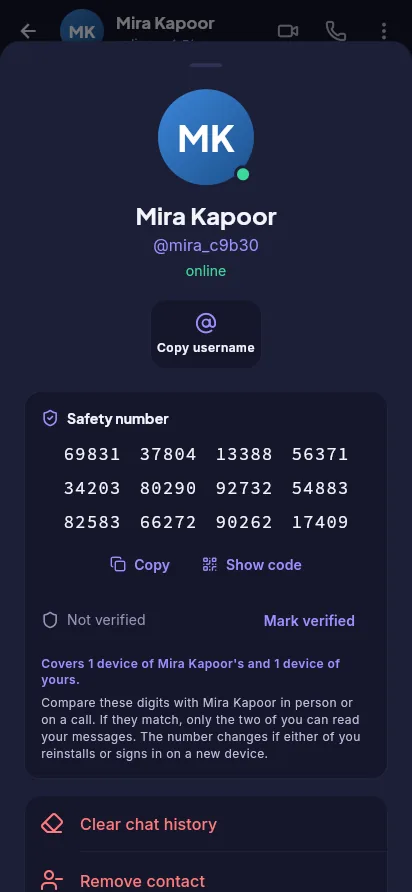 MK
Mira Kapoor
MK
Mira Kapoor
@mira_c9b30
online
Copy username
Safety number
69831 37804 13388 56371
34203 80290 92732 54883
82583 66272 90262 17409
Copy
Show code
Not verified
Mark verified
Covers 1 device of Mira Kapoor's and 1 device of
yours.
Compare these digits with Mira Kapoor in person or
on a call. If they match, only the two of you can read
your messages. The number changes if either of you
reinstalls or signs in on a new device.
Clear chat history
Remove contact